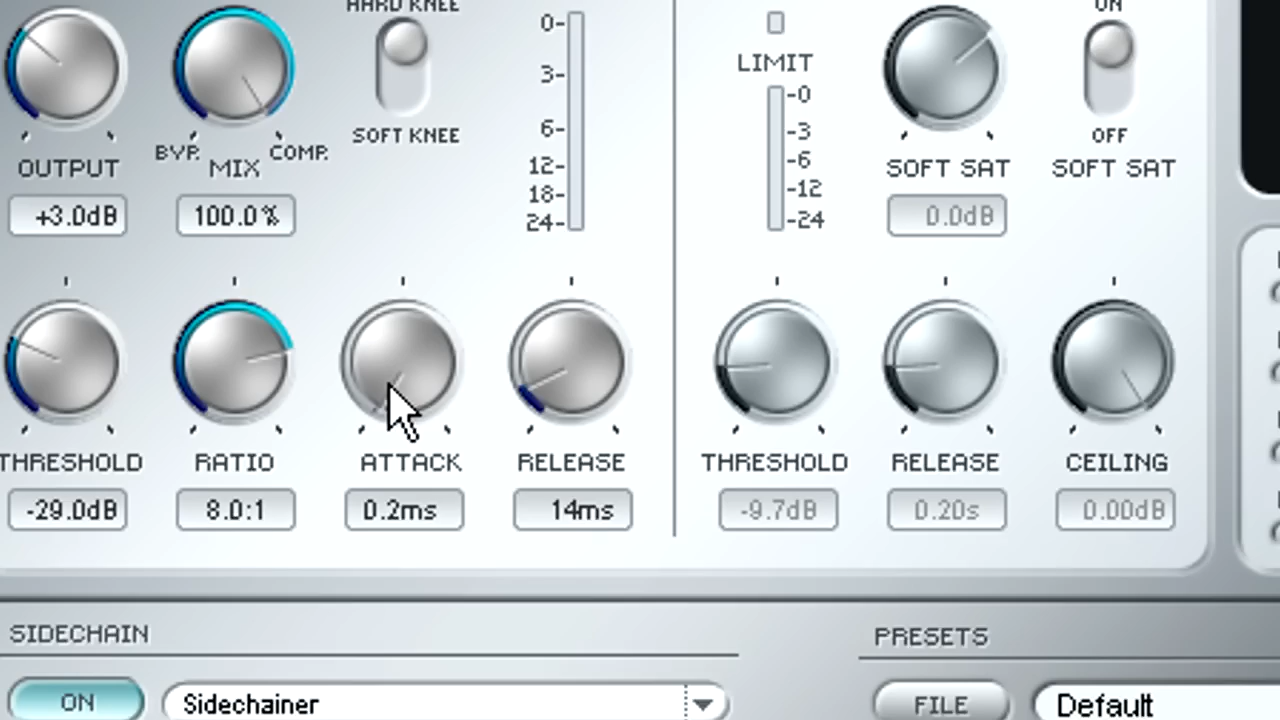 HARD KNEE
ON
0-
3-
6-
12-
18-
24-
LIMIT
-0
-3
-6
-12
-24
SOFT KNEE
OFF
BYP. COMP.
OUTPUT MIX SOFT SAT SOFT SAT
+3.0dB 100.0% 0.0dB
THRESHOLD RATIO ATTACK RELEASE THRESHOLD RELEASE CEILING
-29.0dB 8.0:1 0.2ms 14ms -9.7dB 0.20s 0.00dB
SIDECHAIN PRESETS
ON Sidechainer FILE Default